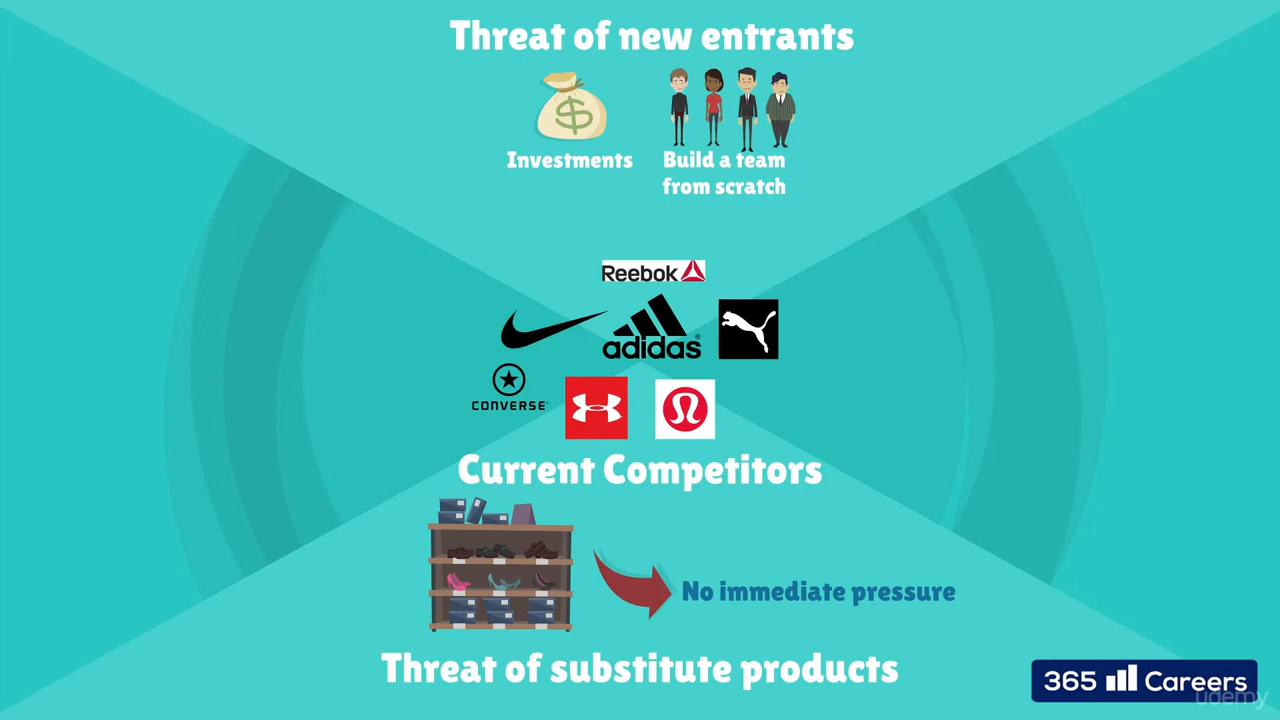 Threat of new entrants
$
Investments
Build a team
from scratch
Reebok
adidas®
CONVERSE
Current Competitors
No immediate pressure
Threat of substitute products
365 Careers
udemy